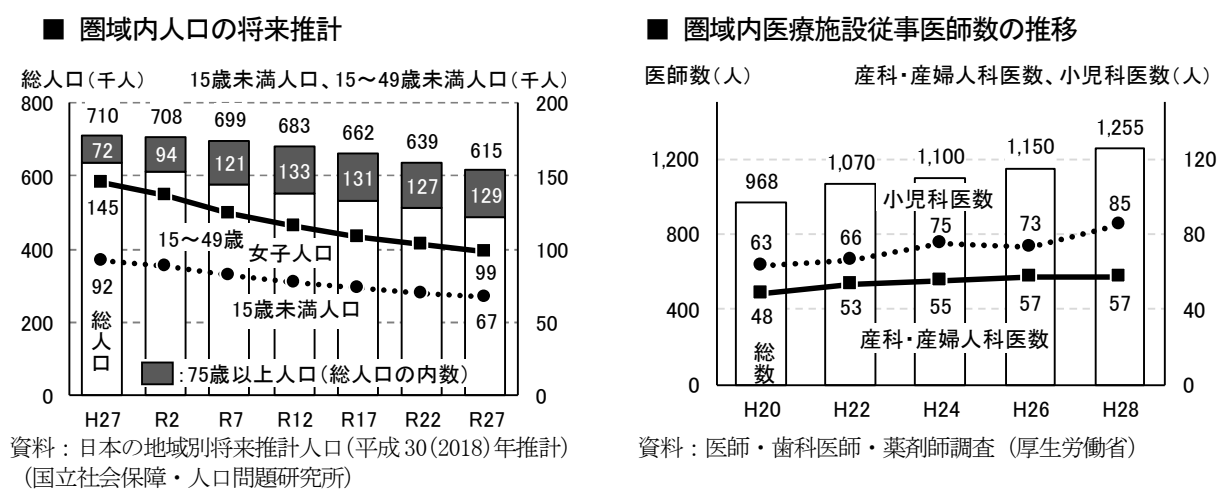 ■ 圏域内人口の将来推計
総人口(千人) 15歳未満人口、15～49歳未満人口(千人)
800 710 708 699 683 662 639 615 200
72 94 121 133 131 127 129
600 150
145
15～49歳
女子人口
400 100
99
92
15歳未満人口
67
総人口
200 50
:75歳以上人口(総人口の内数)
0 0
H27 R2 R7 R12 R17 R22 R27
資料：日本の地域別将来推計人口(平成30(2018)年推計)
(国立社会保障・人口問題研究所)
■ 圏域内医療施設従事医師数の推移
医師数(人) 産科・産婦人科医数、小児科医数(人)
1,255
1,150
1,100
1,070
968
1,200 120
小児科医数
63 66 75 73 85
800 80
48 53 55 57 57
400 40
産科・産婦人科医数
総数
0 0
H20 H22 H24 H26 H28
資料：医師・歯科医師・薬剤師調査（厚生労働省）